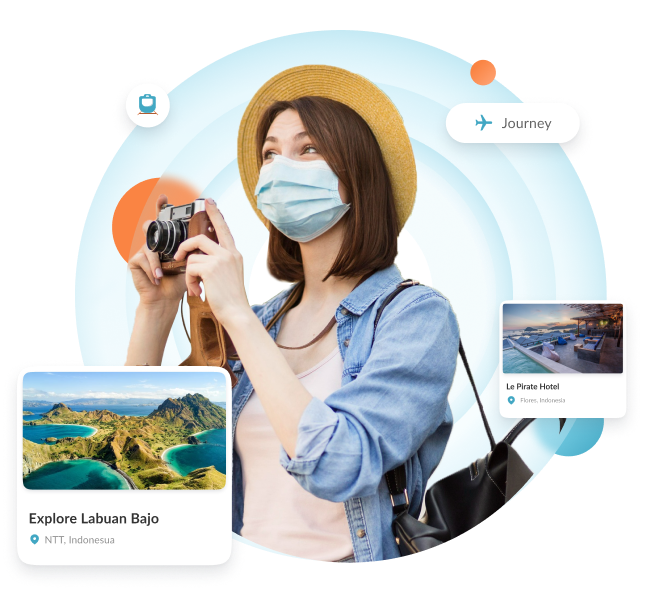 Journey
Le Pirate Hotel
Flores, Indonesia
Explore Labuan Bajo
NTT, Indonesua